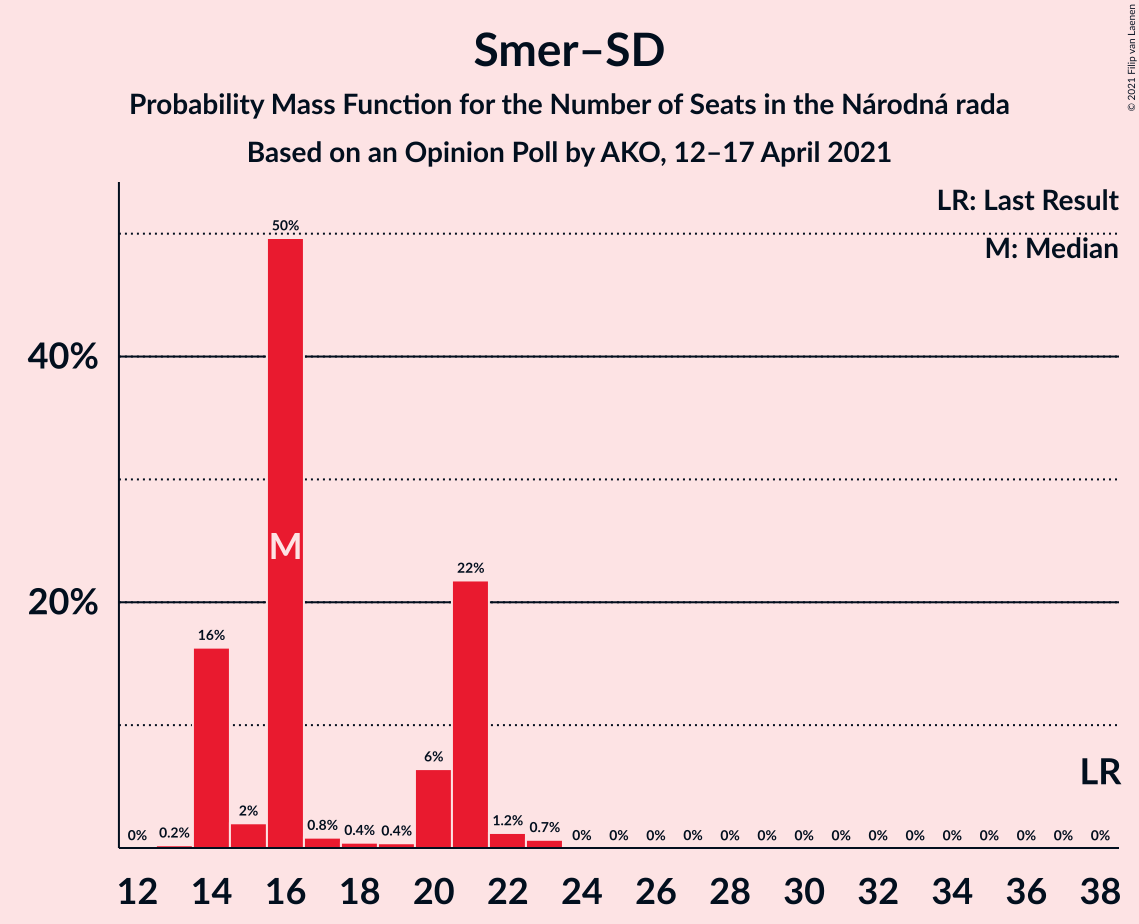 Smer–SD
Probability Mass Function for the Number of Seats in the Národná rada
Based on an Opinion Poll by AKO, 12–17 April 2021
© 2021 Filip van Laenen
LR: Last Result
M: Median
50%
40%
M
22%
20%
16%
6%
LR
0% 0.2% 2% 0.8% 0.4% 0.4% 1.2% 0.7% 0% 0% 0% 0% 0% 0% 0% 0% 0% 0% 0% 0% 0% 0% 0%
12 14 16 18 20 22 24 26 28 30 32 34 36 38